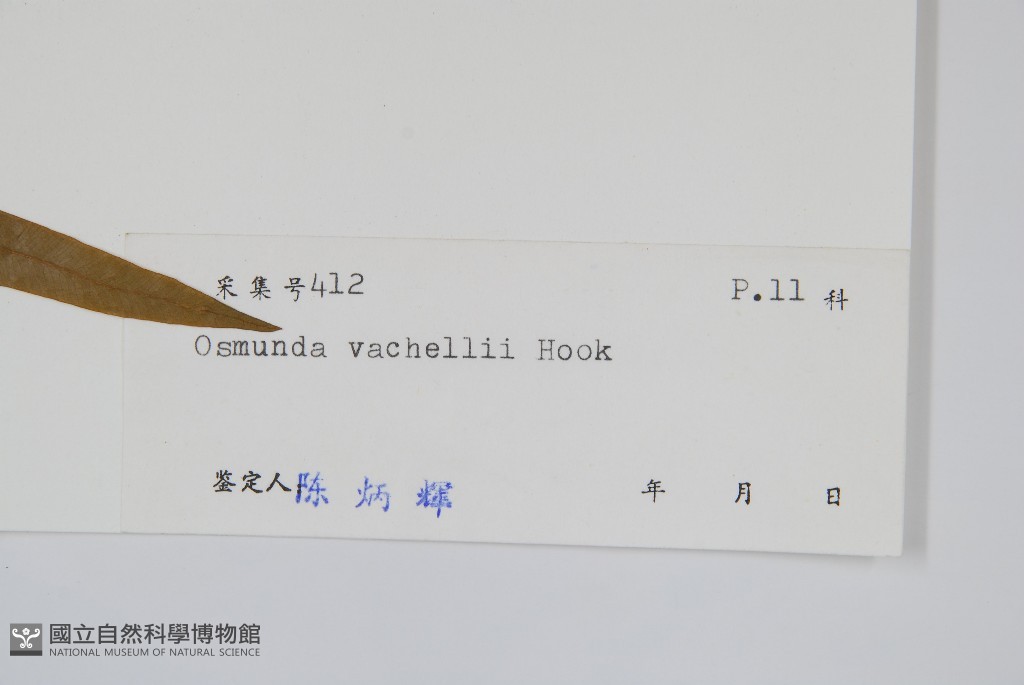 采集号412 P.11 科
Osmunda vachellii Hook
鉴定人 陈炳輝 年 月 日
國立自然科學博物館
NATIONAL MUSEUM OF NATURAL SCIENCE